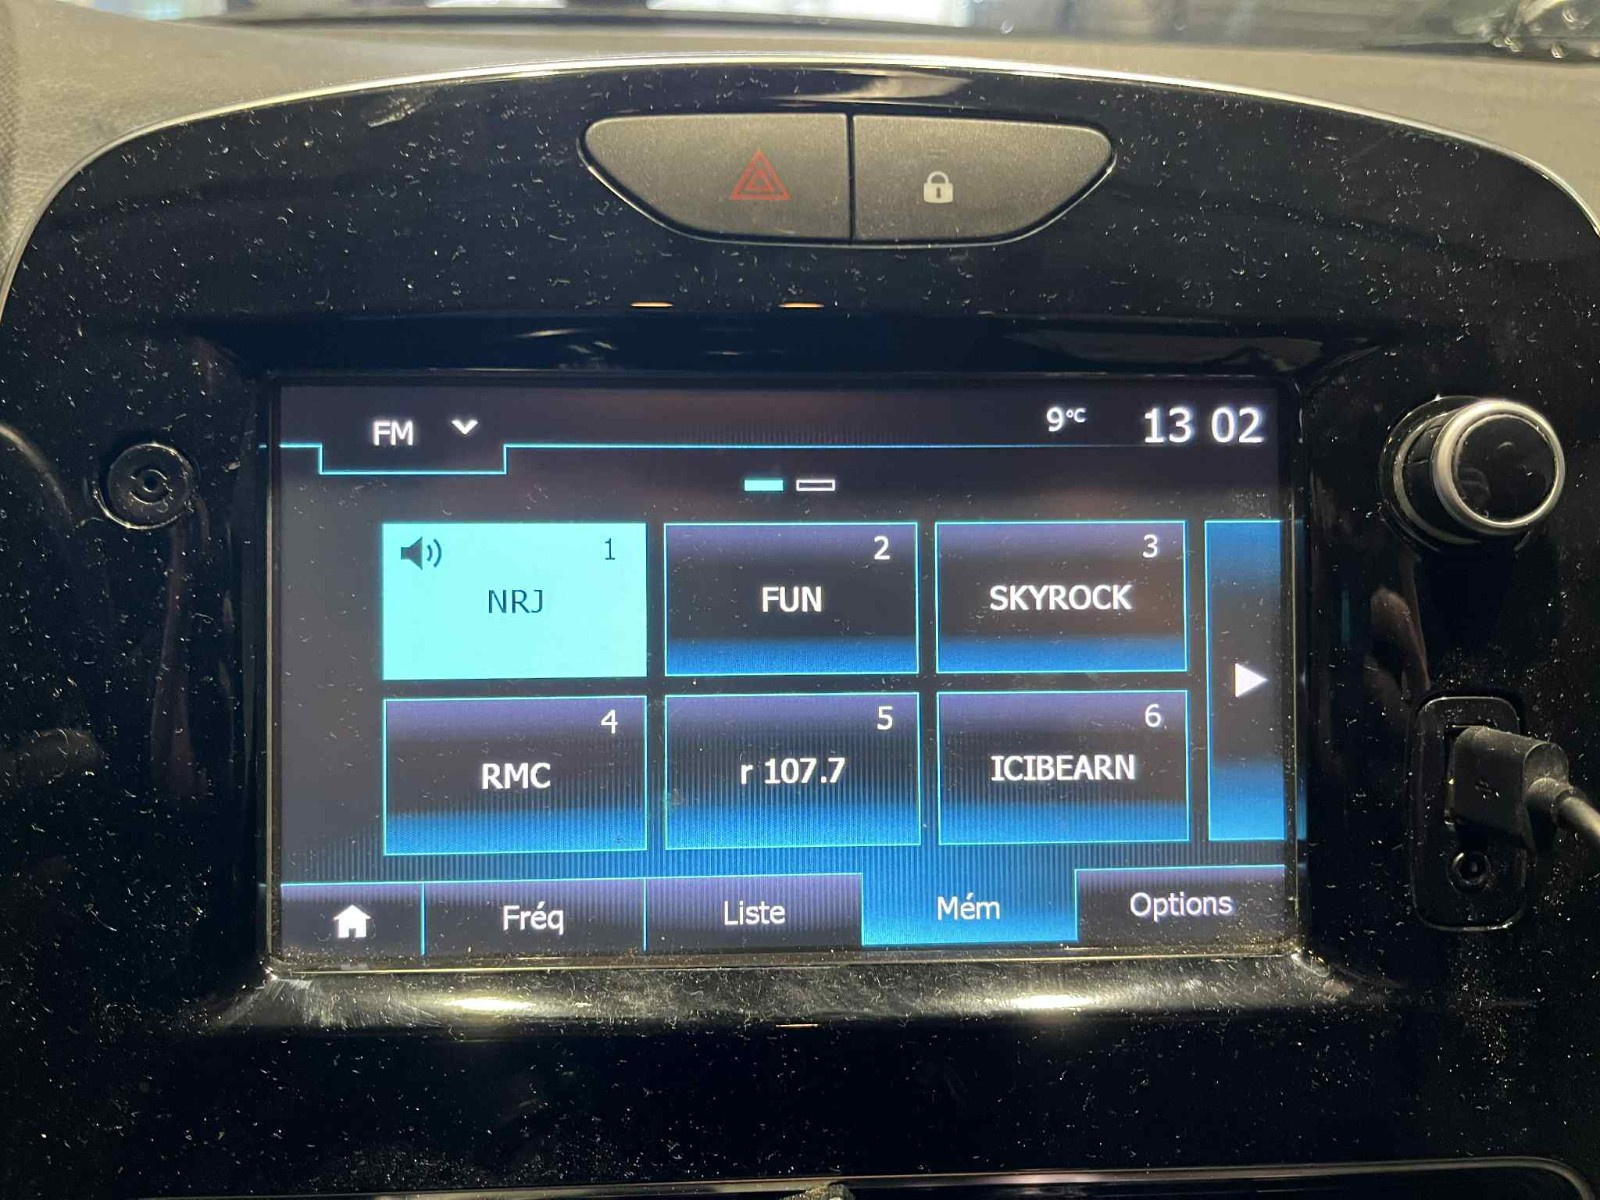 FM 9°C 13 02
1
NRJ
2
FUN
3
SKYROCK
4
RMC
5
r 107.7
6
ICIBEARN
Fréq Liste Mém Options